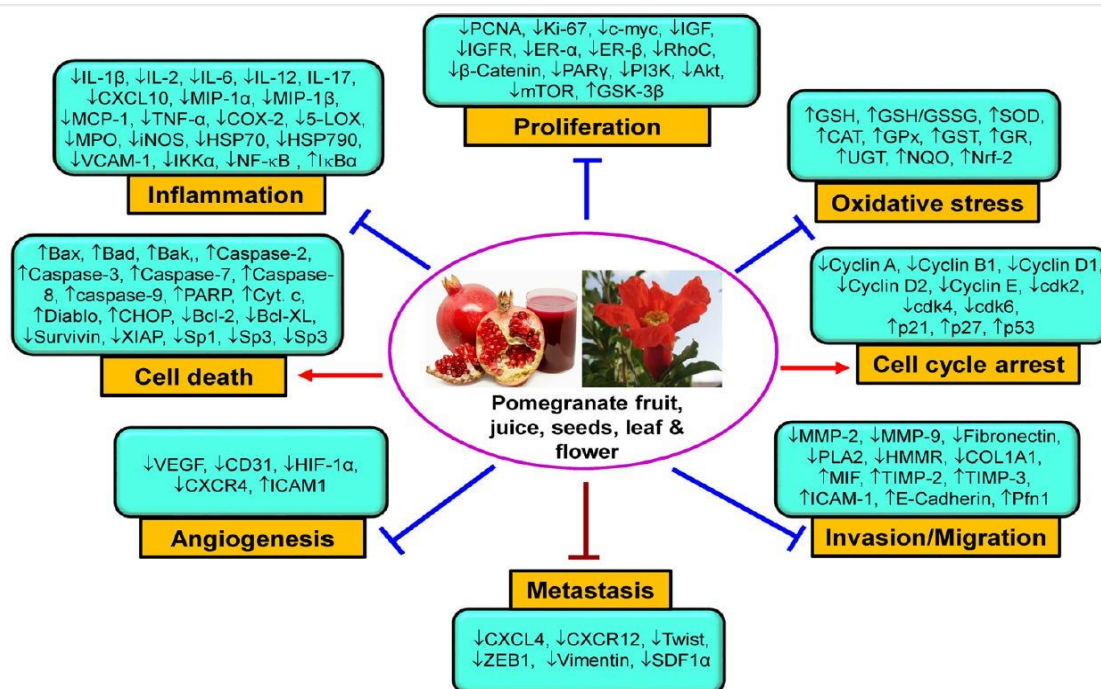 ↓PCNA, ↓Ki-67, ↓c-myc, ↓IGF,
↓IGFR, ↓ER-α, ↓ER-β, ↓RhoC,
↓β-Catenin, ↓PARγ, ↓PI3K, ↓Akt,
↓mTOR, ↑GSK-3β
Proliferation
↓IL-1β, ↓IL-2, ↓IL-6, ↓IL-12, IL-17,
↓CXCL10, ↓MIP-1α, ↓MIP-1β,
↓MCP-1, ↓TNF-α, ↓COX-2, ↓5-LOX,
↓MPO, ↓iNOS, ↓HSP70, ↓HSP790,
↓VCAM-1, ↓IKKα, ↓NF-κB , ↑IκBα
Inflammation
↑GSH, ↑GSH/GSSG, ↑SOD,
↑CAT, ↑GPx, ↑GST, ↑GR,
↑UGT, ↑NQO, ↑Nrf-2
Oxidative stress
↑Bax, ↑Bad, ↑Bak,, ↑Caspase-2,
↑Caspase-3, ↑Caspase-7, ↑Caspase-
8, ↑caspase-9, ↑PARP, ↑Cyt. c,
↑Diablo, ↑CHOP, ↓Bcl-2, ↓Bcl-XL,
↓Survivin, ↓XIAP, ↓Sp1, ↓Sp3, ↓Sp3
Cell death
↓Cyclin A, ↓Cyclin B1, ↓Cyclin D1,
↓Cyclin D2, ↓Cyclin E, ↓cdk2,
↓cdk4, ↓cdk6,
↑p21, ↑p27, ↑p53
Cell cycle arrest
Pomegranate fruit,
juice, seeds, leaf &
flower
↓VEGF, ↓CD31, ↓HIF-1α,
↓CXCR4, ↑ICAM1
Angiogenesis
↓MMP-2, ↓MMP-9, ↓Fibronectin,
↓PLA2, ↓HMMR, ↓COL1A1,
↑MIF, ↑TIMP-2, ↑TIMP-3,
↑ICAM-1, ↑E-Cadherin, ↑Pfn1
Invasion/Migration
Metastasis
↓CXCL4, ↓CXCR12, ↓Twist,
↓ZEB1, ↓Vimentin, ↓SDF1α